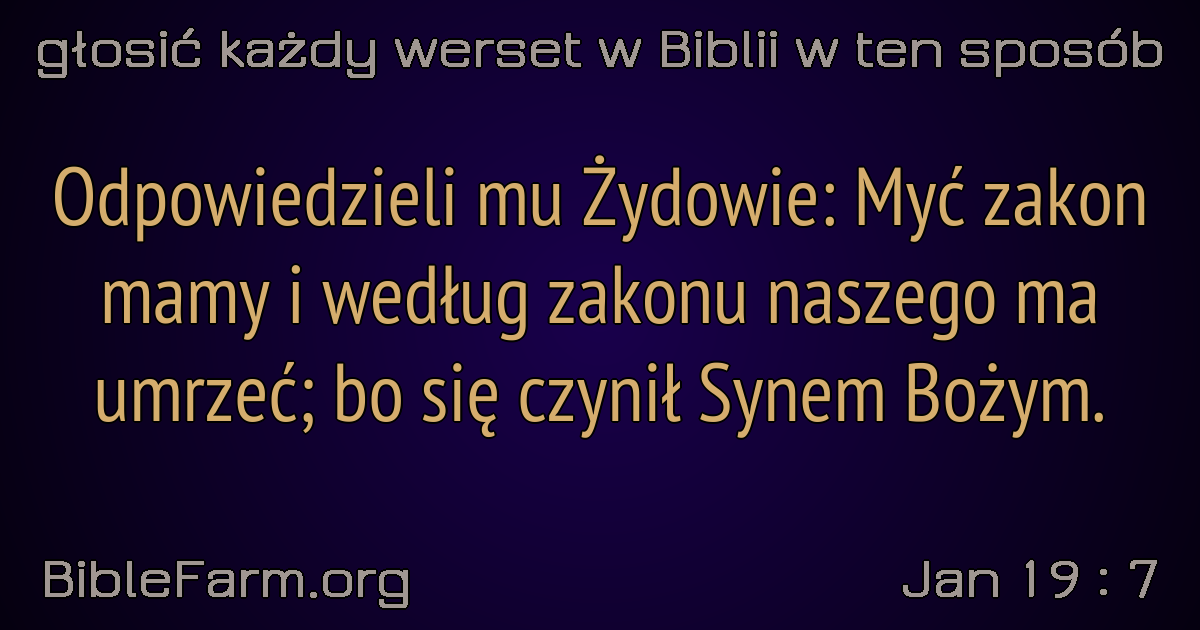 głosić każdy werset w Biblii w ten sposób
Odpowiedzieli mu Żydowie: Myć zakon
mamy i według zakonu naszego ma
umrzeć; bo się czynił Synem Bożym.
BibleFarm.org
Jan 19 : 7